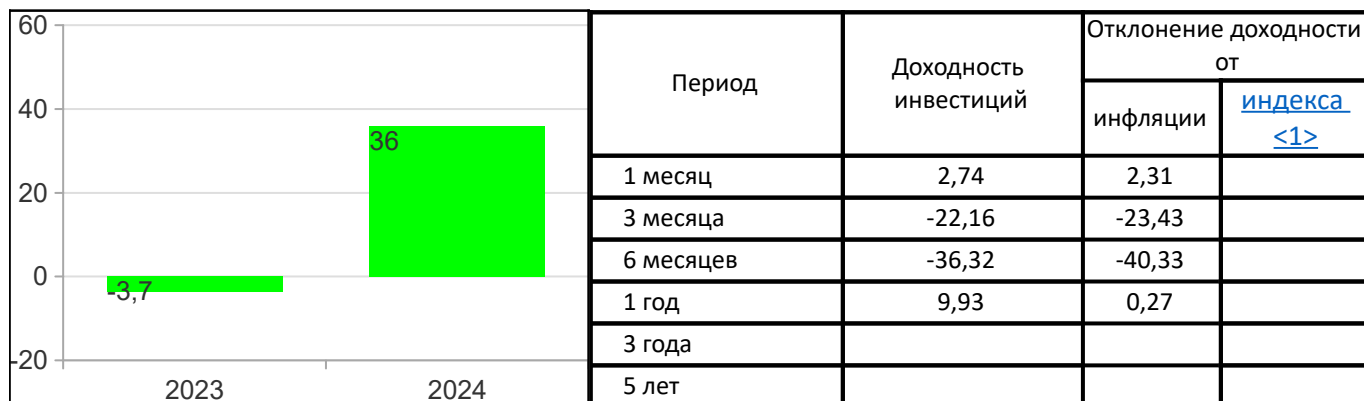 60
40
20
0
-20
-3,7
36
2023
2024
Период
Доходность
инвестиций
Отклонение доходности
от
инфляции
индекса
<1>
1 месяц 2,74 2,31
3 месяца -22,16 -23,43
6 месяцев -36,32 -40,33
1 год 9,93 0,27
3 года
5 лет